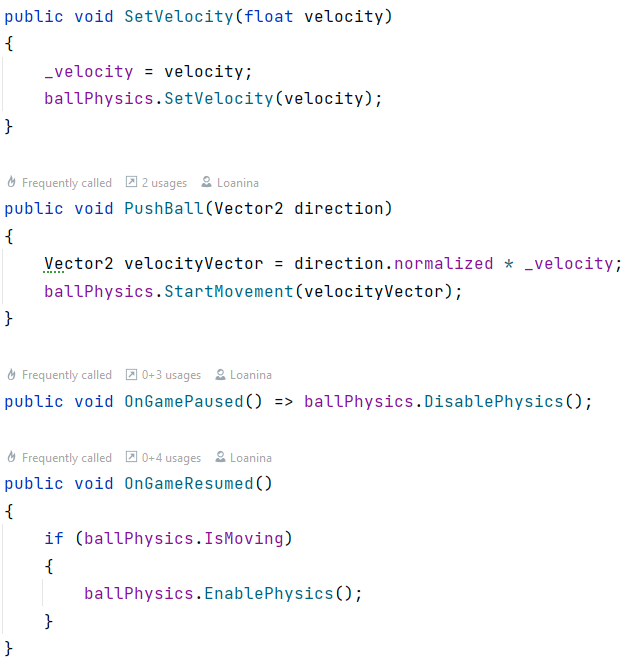 public void SetVelocity(float velocity)
{
    _velocity = velocity;
    ballPhysics.SetVelocity(velocity);
}
Frequently called 2 usages Loanina
public void PushBall(Vector2 direction)
{
    Vector2 velocityVector = direction.normalized * _velocity;
    ballPhysics.StartMovement(velocityVector);
}
Frequently called 0+3 usages Loanina
public void OnGamePaused() => ballPhysics.DisablePhysics();
Frequently called 0+4 usages Loanina
public void OnGameResumed()
{
    if (ballPhysics.IsMoving)
    {
        ballPhysics.EnablePhysics();
    }
}